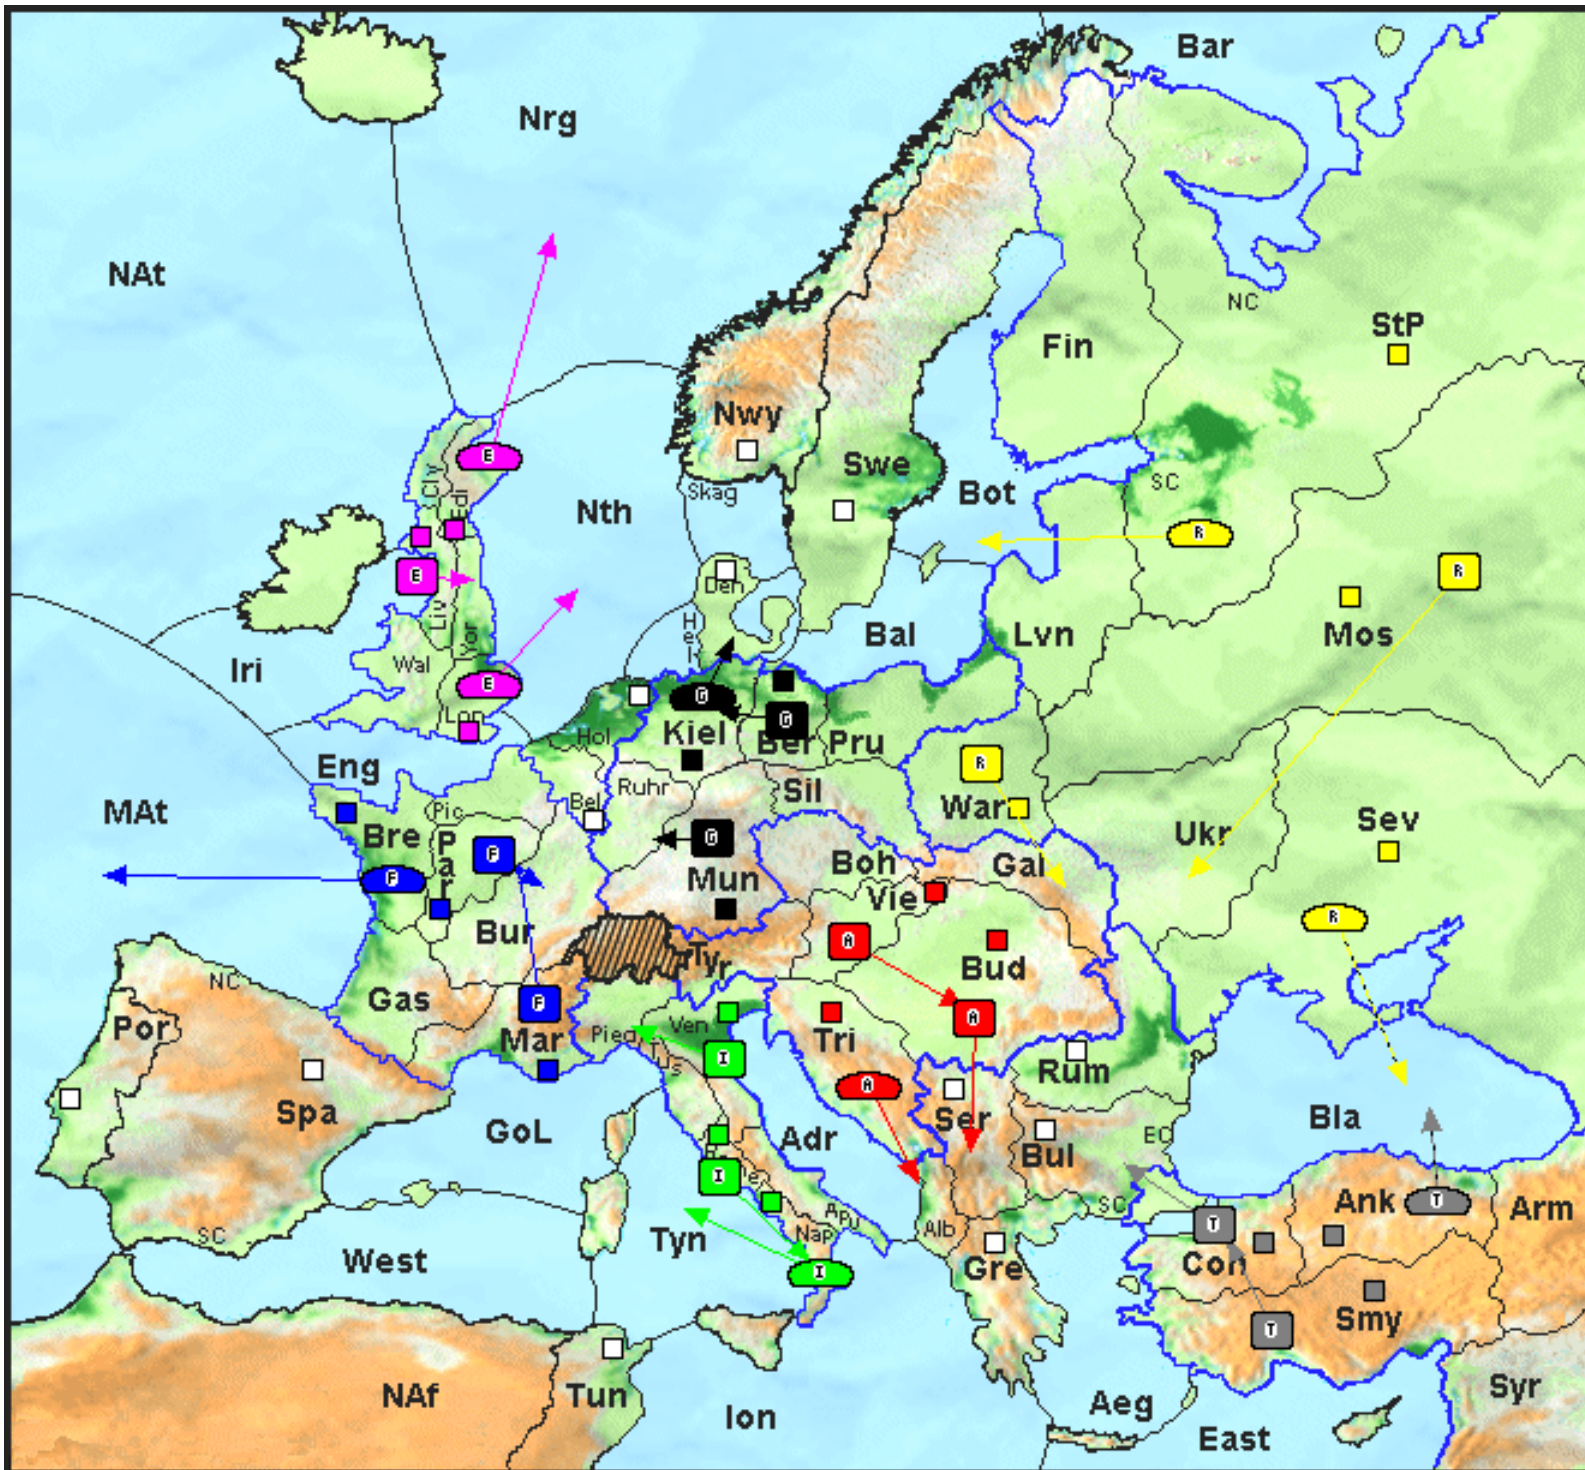 Bar
Nrg
NAt
NC
StP
Fin
Nwy
Swe
SC
Bot
Skag
Cly
Edi
Nth
Den
Hel
Bal
Lvn
Mos
Liv
Yor
Wal
Iri
Lon
Hol
Kiel
Ber
Pru
Eng
Ruhr
Sil
War
MAt
Pic
Bel
Bre
Par
Ukr
Sev
Boh
Gal
Mun
Vie
Bur
Tyr
Bud
NC
Gas
Por
Mar
Pied
Ven
Tri
Tus
Rum
Spa
GoL
Adr
Ser
Bla
Bul
EC
Apu
Nap
SC
SC
Alb
Ank
Arm
Tyn
West
Gre
Con
Smy
NAf
Tun
Ion
Aeg
East
Syr
E
E
E
R
R
R
R
G
G
G
F
F
F
A
A
A
I
I
I
T
T
T